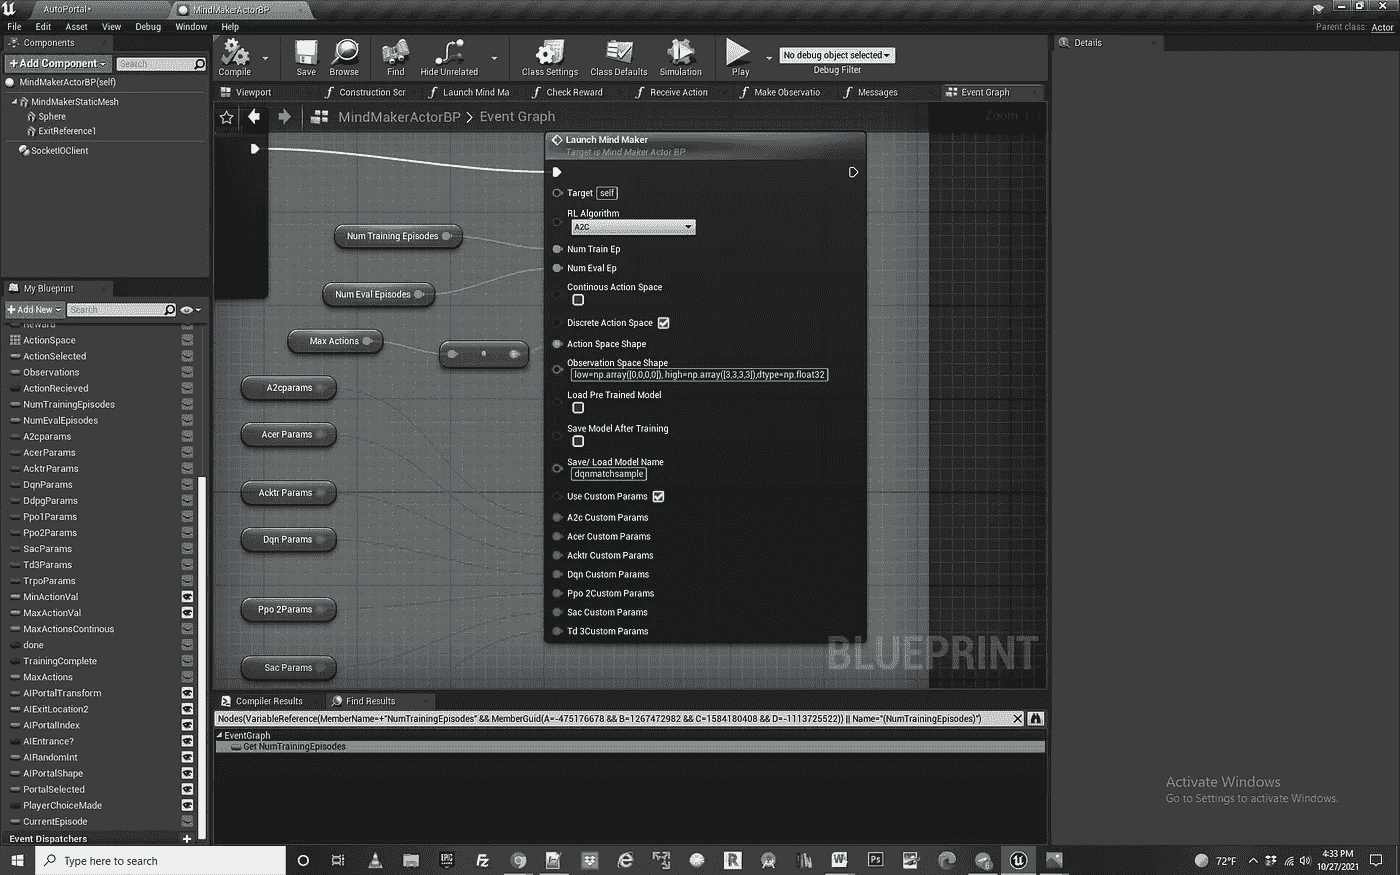 AutoPortal*
MindMakerActorBP
File Edit Asset View Debug Window Help
Parent class: Actor
Components
+Add Component
Search
MindMakerActorBP(self)
MindMakerStaticMesh
Sphere
ExitReference1
SocketIOClient
Compile
Save
Browse
Find
Hide Unrelated
Class Settings
Class Defaults
Simulation
Play
No debug object selected
Debug Filter
Details
Viewport
Construction Scr
Launch Mind Ma
Check Reward
Receive Action
Make Observatio
Messages
Event Graph
MindMakerActorBP > Event Graph
Zoom 1:1
Launch Mind Maker
Target is Mind Maker Actor BP
Target self
RL Algorithm
A2C
Num Train Ep
Num Eval Ep
Continous Action Space
Discrete Action Space
Action Space Shape
Observation Space Shape
low=np.array([0,0,0,0]), high=np.array([3,3,3,3]),dtype=np.float32
Load Pre Trained Model
Save Model After Training
Save/ Load Model Name
dqnmatchsample
Use Custom Params
A2c Custom Params
Acer Custom Params
Acktr Custom Params
Dqn Custom Params
Ppo 2Custom Params
Sac Custom Params
Td 3Custom Params
Num Training Episodes
Num Eval Episodes
Max Actions
A2cparams
Acer Params
Acktr Params
Dqn Params
Ppo 2Params
Sac Params
BLUEPRINT
My Blueprint
+Add New
Search
Reward
ActionSpace
ActionSelected
Observations
ActionRecieved
NumTrainingEpisodes
NumEvalEpisodes
A2cparams
AcerParams
AcktrParams
DqnParams
DdpgParams
Ppo1Params
Ppo2Params
SacParams
Td3Params
TrpoParams
MinActionVal
MaxActionVal
MaxActionsContinous
done
TrainingComplete
MaxActions
AIPortalTransform
AIExitLocation2
AIPortalIndex
AIEntrance?
AIRandomInt
AIPortalShape
PortalSelected
PlayerChoiceMade
CurrentEpisode
Event Dispatchers
Compiler Results
Find Results
Nodes(VariableReference(MemberName=+"NumTrainingEpisodes" && MemberGuid(A=-475176678 && B=1267472982 && C=1584180408 && D=-1113725522)) || Name="(NumTrainingEpisodes)")
EventGraph
Get NumTrainingEpisodes
Activate Windows
Go to Settings to activate Windows.
Type here to search
72°F
4:33 PM
10/27/2021